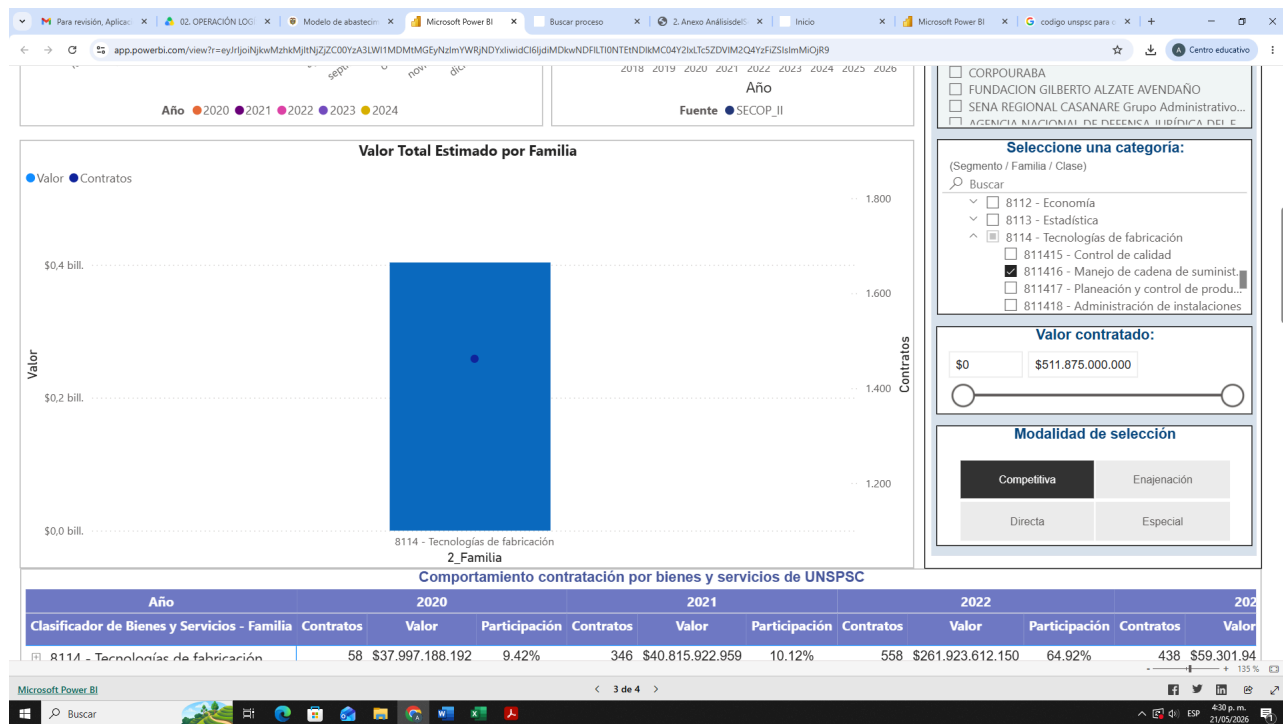 Para revisión, Aplicac
02. OPERACIÓN LOGI
Modelo de abastecim
Microsoft Power BI
Buscar proceso
2. Anexo AnálisisdelS
Inicio
Microsoft Power BI
codigo unspsc para c
Centro educativo
2018 2019 2020 2021 2022 2023 2024 2025 2026
Año
Año 2020 2021 2022 2023 2024
Fuente SECOP_II
CORPOURABA
FUNDACION GILBERTO ALZATE AVENDAÑO
SENA REGIONAL CASANARE Grupo Administrativo...
AGENCIA NACIONAL DE DEFENSA JURÍDICA DEL E
Valor Total Estimado por Familia
Valor Contratos
1.800
$0,4 bill.
1.600
Valor
Contratos
1.400
$0,2 bill.
1.200
$0,0 bill.
8114 - Tecnologías de fabricación
2_Familia
Seleccione una categoría:
(Segmento / Familia / Clase)
Buscar
8112 - Economía
8113 - Estadística
8114 - Tecnologías de fabricación
811415 - Control de calidad
811416 - Manejo de cadena de suminist...
811417 - Planeación y control de produ...
811418 - Administración de instalaciones
Valor contratado:
$0 $511.875.000.000
Modalidad de selección
Competitiva Enajenación
Directa Especial
Comportamiento contratación por bienes y servicios de UNSPSC
Año 2020 2021 2022 202
Clasificador de Bienes y Servicios - Familia Contratos Valor Participación Contratos Valor Participación Contratos Valor Participación Contratos Valor
8114 - Tecnologías de fabricación 58 $37.997.188.192 9.42% 346 $40.815.922.959 10.12% 558 $261.923.612.150 64.92% 438 $59.301.94
135 %
Microsoft Power BI
3 de 4
Buscar
ESP
4:30 p. m.
21/05/2026